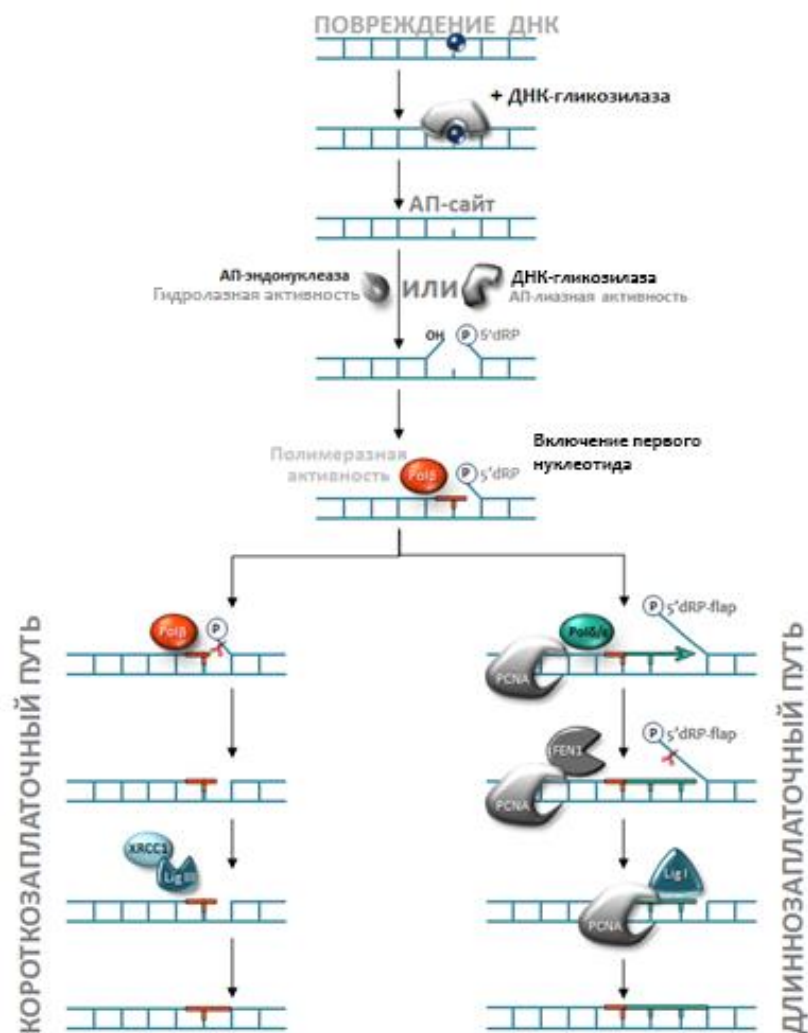 ПОВРЕЖДЕНИЕ ДНК
+ ДНК-гликозилаза
АП-сайт
АП-эндонуклеаза
Гидролазная активность
ИЛИ
ДНК-гликозилаза
АП-лиазная активность
OH
P
5'dRP
Полимеразная
активность
Polβ
P
5'dRP
Включение первого
нуклеотида
КОРОТКОЗАПЛАТОЧНЫЙ ПУТЬ
Polβ
P
XRCC1
Lig III
P
5'dRP-flap
Polδ/ε
PCNA
P
5'dRP-flap
FEN1
PCNA
Lig I
PCNA
ДЛИННОЗАПЛАТОЧНЫЙ ПУТЬ